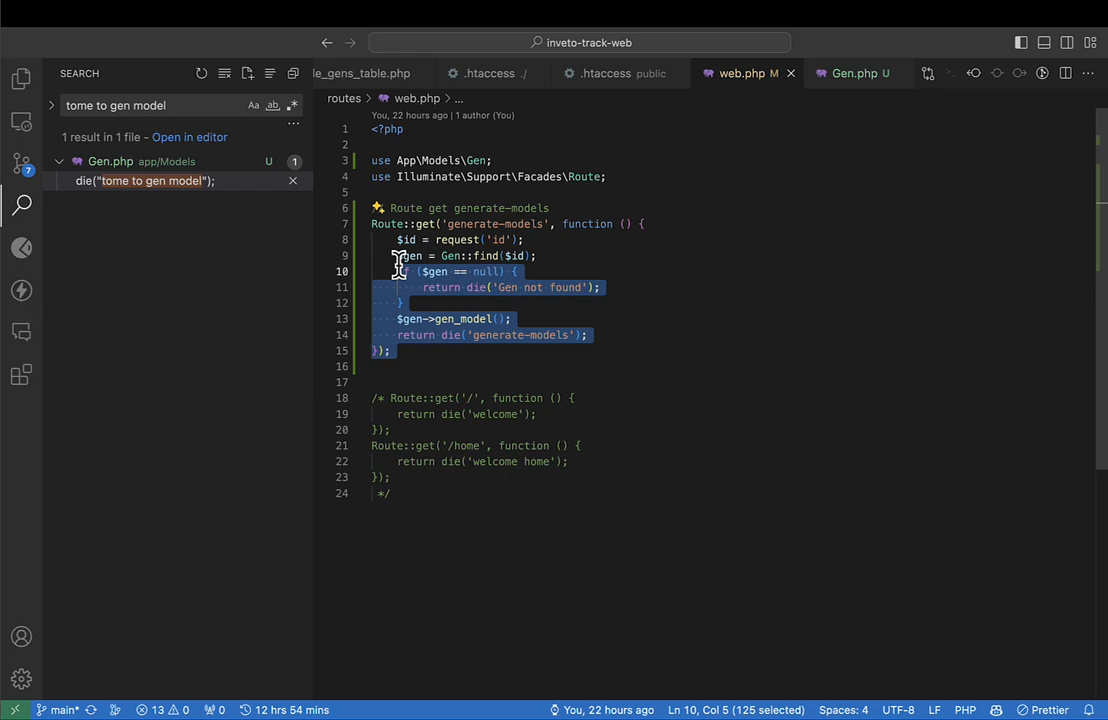 inveto-track-web
SEARCH
le_gens_table.php
.htaccess ./
.htaccess public
web.php M
Gen.php U
tome to gen model
Aa
ab
.*
routes > web.php > ...
You, 22 hours ago | 1 author (You)
1 result in 1 file - Open in editor
Gen.php app/Models U 1
die("tome to gen model");
1 <?php
2
3 use App\Models\Gen;
4 use Illuminate\Support\Facades\Route;
5
6 Route get generate-models
7 Route::get('generate-models', function () {
8 $id = request('id');
9 $gen = Gen::find($id);
10 if ($gen == null) {
11 return die('Gen not found');
12 }
13 $gen->gen_model();
14 return die('generate-models');
15 });
16
17
18 /* Route::get('/', function () {
19 return die('welcome');
20 });
21 Route::get('/home', function () {
22 return die('welcome home');
23 });
24 */
7
main*
13
0
0
12 hrs 54 mins
You, 22 hours ago
Ln 10, Col 5 (125 selected)
Spaces: 4
UTF-8
LF
PHP
Prettier